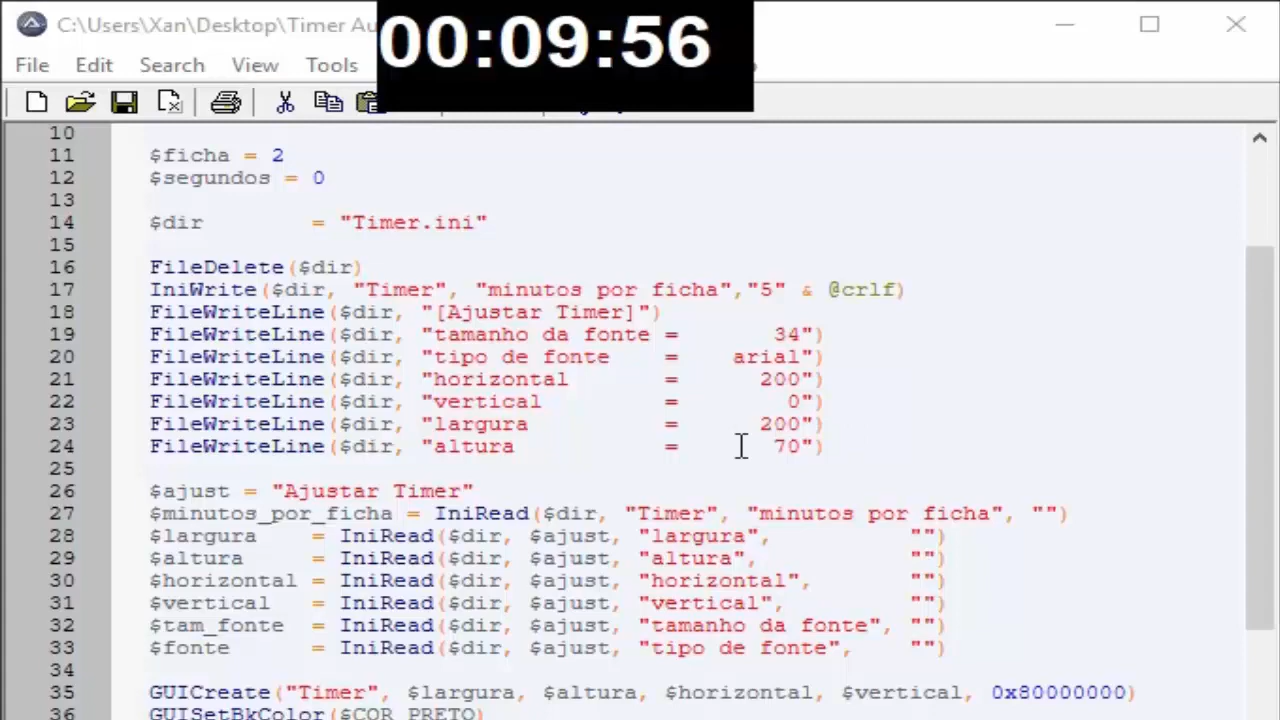 C:\Users\Xan\Desktop\Timer Au
00:09:56
File Edit Search View Tools
10
11 $ficha = 2
12 $segundos = 0
13
14 $dir = "Timer.ini"
15
16 FileDelete($dir)
17 IniWrite($dir, "Timer", "minutos por ficha","5" & @crlf)
18 FileWriteLine($dir, "[Ajustar Timer]")
19 FileWriteLine($dir, "tamanho da fonte = 34")
20 FileWriteLine($dir, "tipo de fonte = arial")
21 FileWriteLine($dir, "horizontal = 200")
22 FileWriteLine($dir, "vertical = 0")
23 FileWriteLine($dir, "largura = 200")
24 FileWriteLine($dir, "altura = 70")
25
26 $ajust = "Ajustar Timer"
27 $minutos_por_ficha = IniRead($dir, "Timer", "minutos por ficha", "")
28 $largura = IniRead($dir, $ajust, "largura", "")
29 $altura = IniRead($dir, $ajust, "altura", "")
30 $horizontal = IniRead($dir, $ajust, "horizontal", "")
31 $vertical = IniRead($dir, $ajust, "vertical", "")
32 $tam_fonte = IniRead($dir, $ajust, "tamanho da fonte", "")
33 $fonte = IniRead($dir, $ajust, "tipo de fonte", "")
34
35 GUICreate("Timer", $largura, $altura, $horizontal, $vertical, 0x80000000)
36 GUISetBkColor($COR_PRETO)